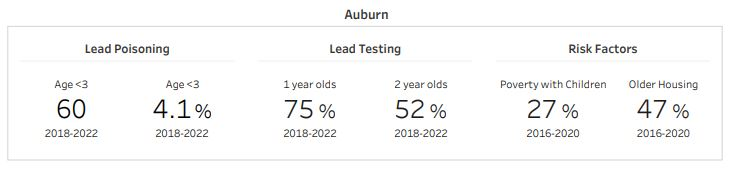 Auburn
Lead Poisoning Lead Testing Risk Factors
Age <3 Age <3 1 year olds 2 year olds Poverty with Children Older Housing
60 4.1% 75 % 52 % 27 % 47 %
2018-2022 2018-2022 2018-2022 2018-2022 2016-2020 2016-2020